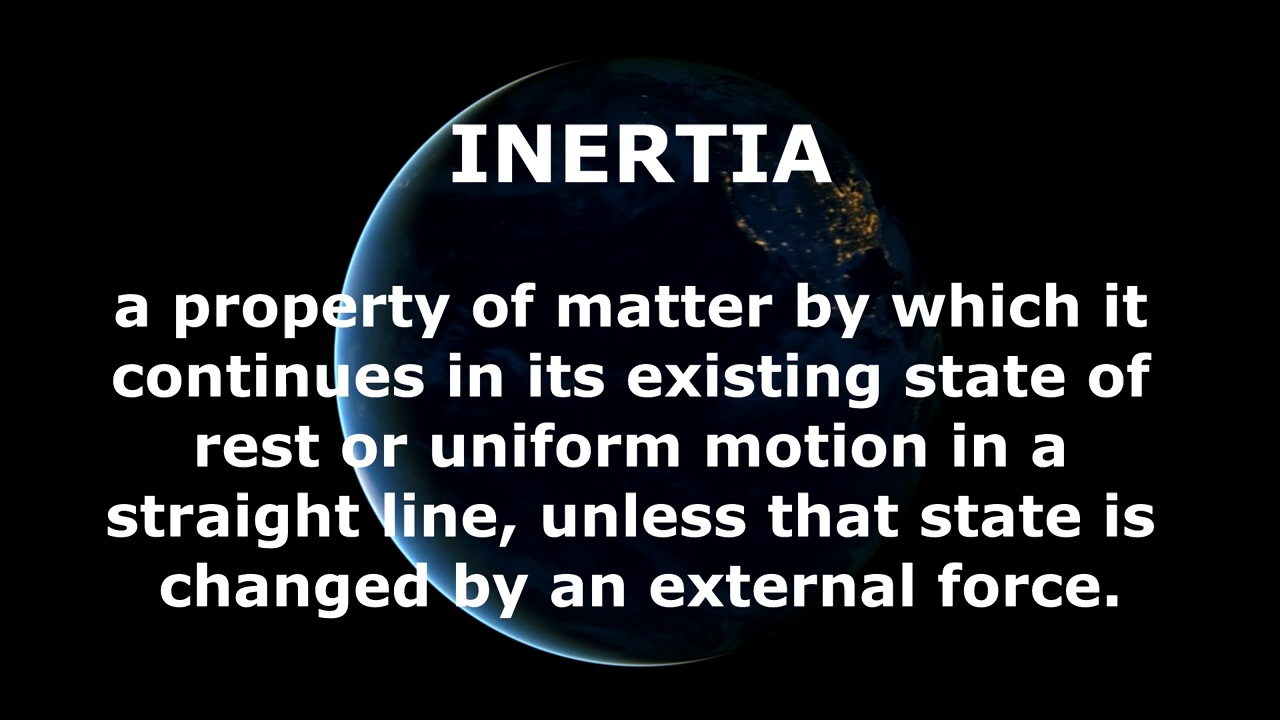 INERTIA
a property of matter by which it
continues in its existing state of
rest or uniform motion in a
straight line, unless that state is
changed by an external force.